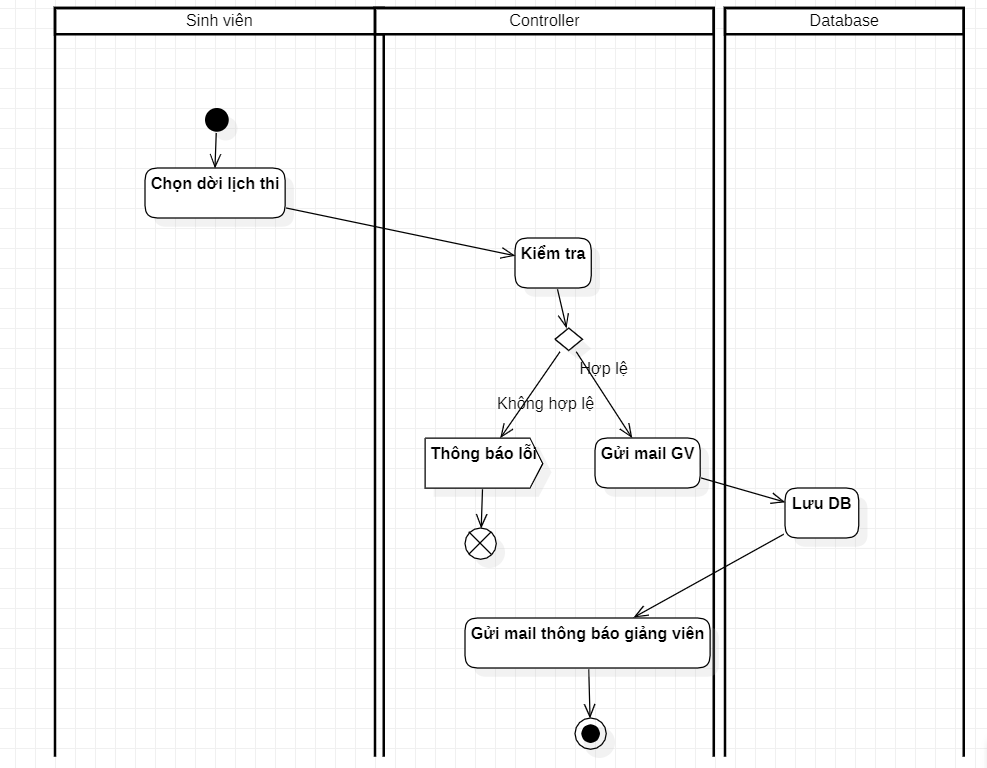 Sinh viên
Controller
Database
Chọn dời lịch thi
Kiểm tra
Hợp lệ
Không hợp lệ
Thông báo lỗi
Gửi mail GV
Lưu DB
Gửi mail thông báo giảng viên